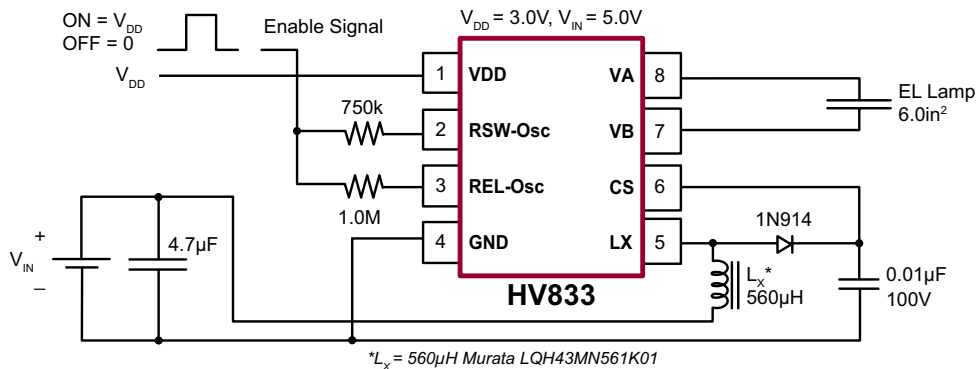 ON = VDD
OFF = 0
Enable Signal
VDD = 3.0V, VIN = 5.0V
VDD
1 VDD
VA 8
750k
2 RSW-Osc
VB 7
EL Lamp
6.0in²
3 REL-Osc
CS 6
1.0M
1N914
4 GND
LX 5
+
VIN
–
4.7µF
HV833
LX*
560µH
0.01µF
100V
*LX = 560µH Murata LQH43MN561K01